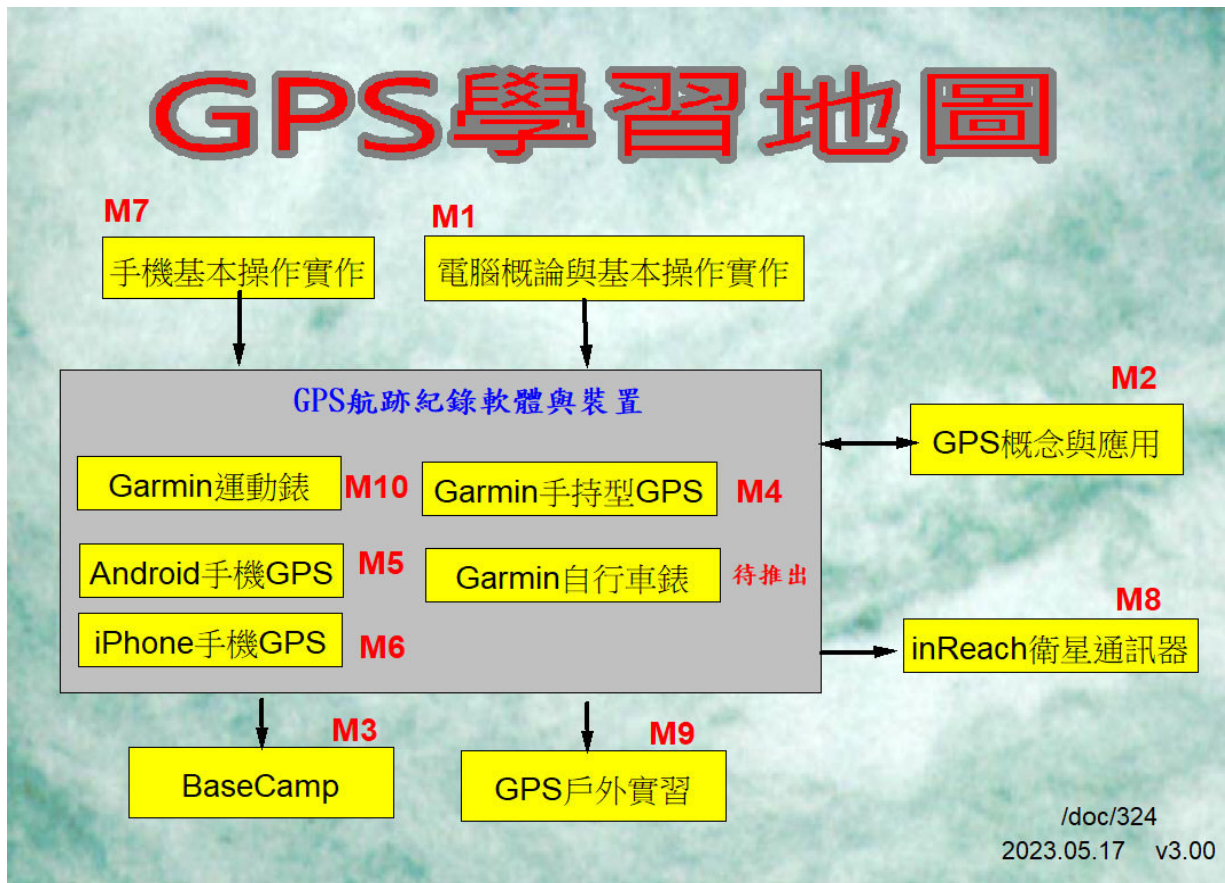 GPS學習地圖
M7
M1
手機基本操作實作
電腦概論與基本操作實作
GPS航跡紀錄軟體與裝置
M2
GPS概念與應用
Garmin運動錶
M10
Garmin手持型GPS
M4
Android手機GPS
M5
Garmin自行車錶
待推出
iPhone手機GPS
M6
M8
inReach衛星通訊器
M3
BaseCamp
M9
GPS戶外實習
/doc/324
2023.05.17 v3.00